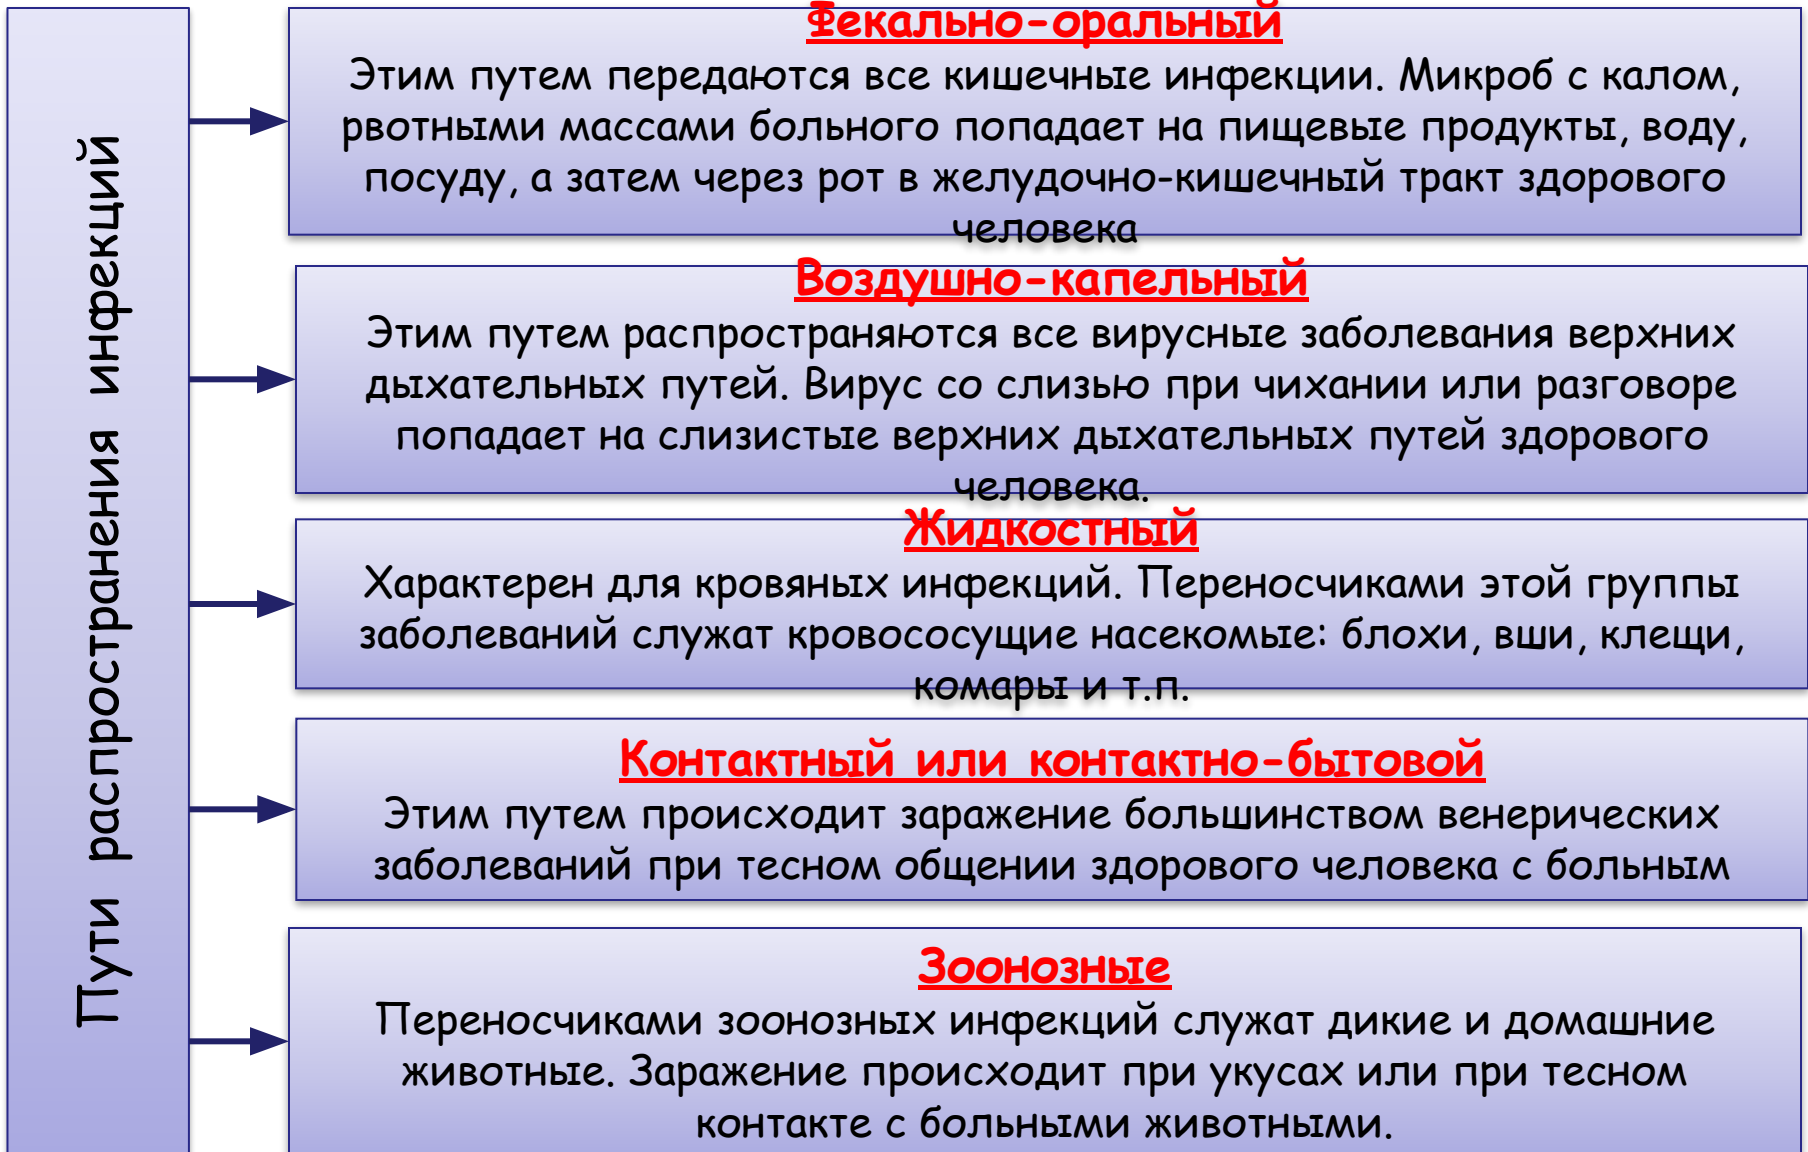 Пути распространения инфекций
Фекально-оральный
Этим путем передаются все кишечные инфекции. Микроб с калом,
рвотными массами больного попадает на пищевые продукты, воду,
посуду, а затем через рот в желудочно-кишечный тракт здорового
человека
Воздушно-капельный
Этим путем распространяются все вирусные заболевания верхних
дыхательных путей. Вирус со слизью при чихании или разговоре
попадает на слизистые верхних дыхательных путей здорового
человека.
Жидкостный
Характерен для кровяных инфекций. Переносчиками этой группы
заболеваний служат кровососущие насекомые: блохи, вши, клещи,
комары и т.п.
Контактный или контактно-бытовой
Этим путем происходит заражение большинством венерических
заболеваний при тесном общении здорового человека с больным
Зоонозные
Переносчиками зоонозных инфекций служат дикие и домашние
животные. Заражение происходит при укусах или при тесном
контакте с больными животными.